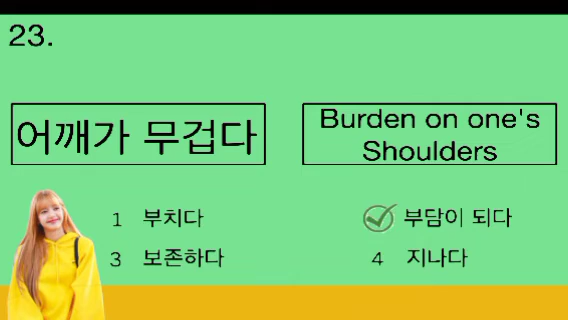 23.
어깨가 무겁다
Burden on one's
Shoulders
1 부치다
부담이 되다
3 보존하다
4 지나다